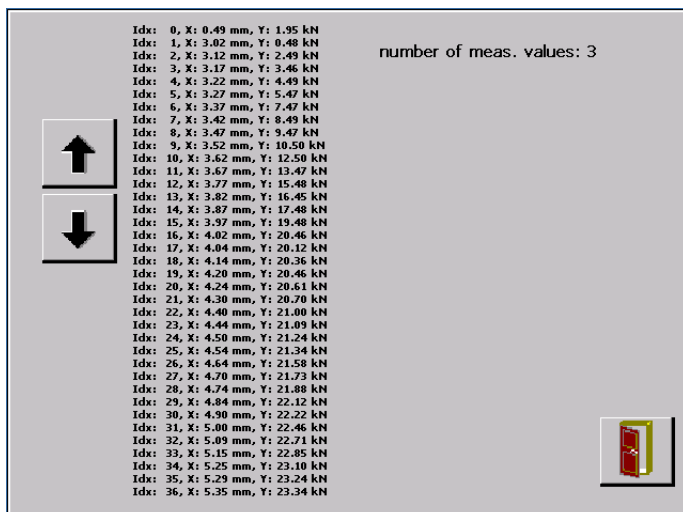 Idx: 0, X: 0.49 mm, Y: 1.95 kN
Idx: 1, X: 3.02 mm, Y: 0.48 kN
Idx: 2, X: 3.12 mm, Y: 2.49 kN
Idx: 3, X: 3.17 mm, Y: 3.46 kN
Idx: 4, X: 3.22 mm, Y: 4.49 kN
Idx: 5, X: 3.27 mm, Y: 5.47 kN
Idx: 6, X: 3.37 mm, Y: 7.47 kN
Idx: 7, X: 3.42 mm, Y: 8.49 kN
Idx: 8, X: 3.47 mm, Y: 9.47 kN
Idx: 9, X: 3.52 mm, Y: 10.50 kN
Idx: 10, X: 3.62 mm, Y: 12.50 kN
Idx: 11, X: 3.67 mm, Y: 13.47 kN
Idx: 12, X: 3.77 mm, Y: 15.48 kN
Idx: 13, X: 3.82 mm, Y: 16.45 kN
Idx: 14, X: 3.87 mm, Y: 17.48 kN
Idx: 15, X: 3.97 mm, Y: 19.48 kN
Idx: 16, X: 4.02 mm, Y: 20.46 kN
Idx: 17, X: 4.04 mm, Y: 20.12 kN
Idx: 18, X: 4.14 mm, Y: 20.36 kN
Idx: 19, X: 4.20 mm, Y: 20.46 kN
Idx: 20, X: 4.24 mm, Y: 20.61 kN
Idx: 21, X: 4.30 mm, Y: 20.70 kN
Idx: 22, X: 4.40 mm, Y: 21.00 kN
Idx: 23, X: 4.44 mm, Y: 21.09 kN
Idx: 24, X: 4.50 mm, Y: 21.24 kN
Idx: 25, X: 4.54 mm, Y: 21.34 kN
Idx: 26, X: 4.64 mm, Y: 21.58 kN
Idx: 27, X: 4.70 mm, Y: 21.73 kN
Idx: 28, X: 4.74 mm, Y: 21.88 kN
Idx: 29, X: 4.84 mm, Y: 22.12 kN
Idx: 30, X: 4.90 mm, Y: 22.22 kN
Idx: 31, X: 5.00 mm, Y: 22.46 kN
Idx: 32, X: 5.09 mm, Y: 22.71 kN
Idx: 33, X: 5.15 mm, Y: 22.85 kN
Idx: 34, X: 5.25 mm, Y: 23.10 kN
Idx: 35, X: 5.29 mm, Y: 23.24 kN
Idx: 36, X: 5.35 mm, Y: 23.34 kN
number of meas. values: 3